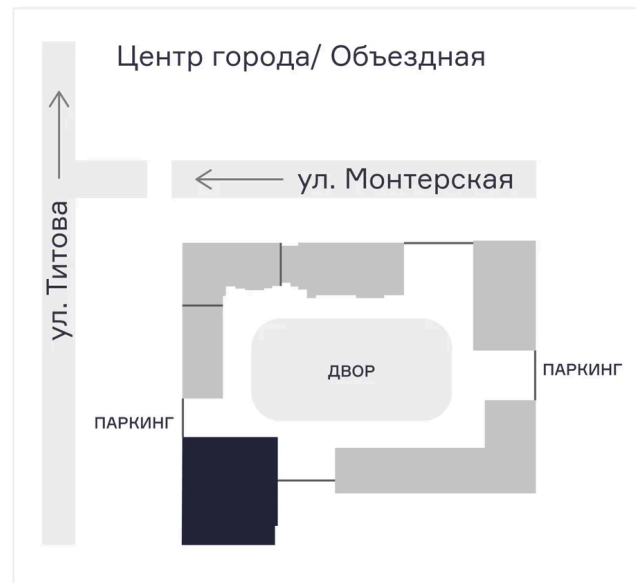 Центр города/ Объездная
ул. Монтерская
ул. Титова
ДВОР
ПАРКИНГ
ПАРКИНГ